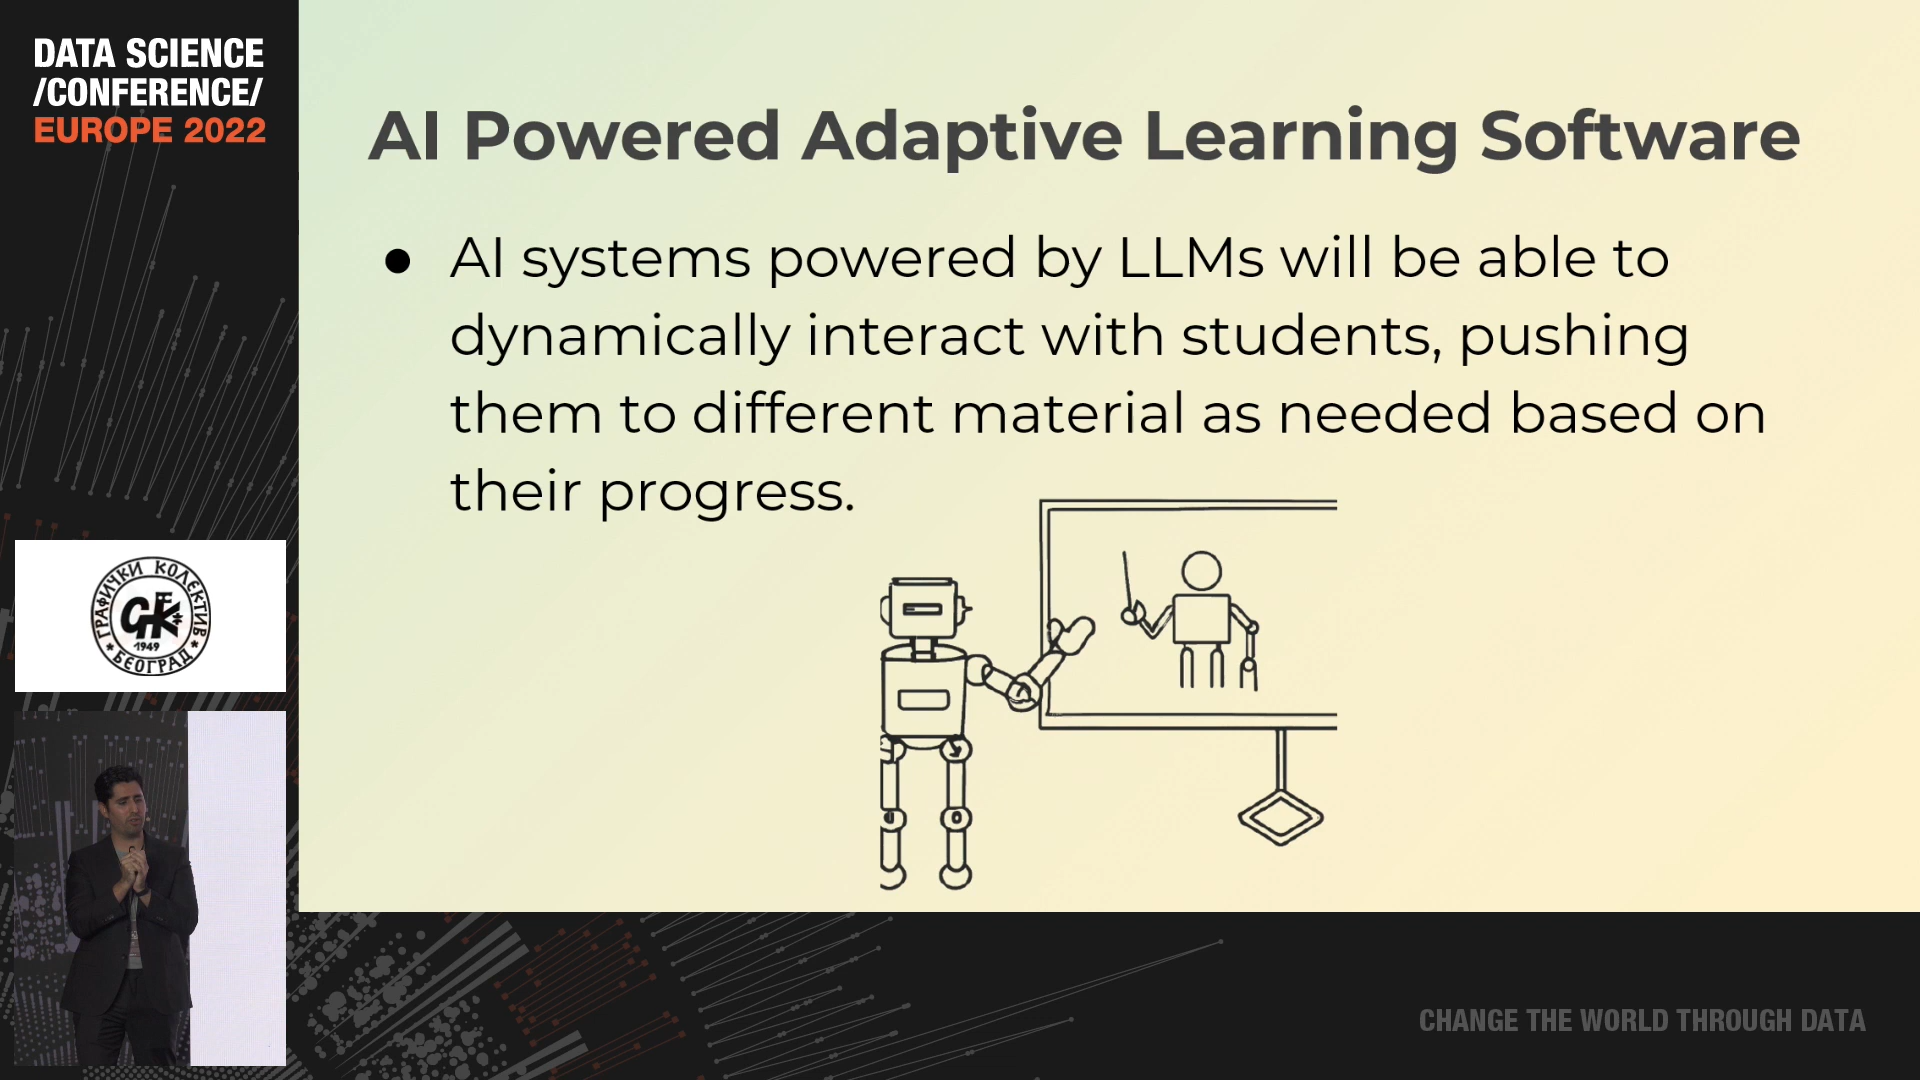 DATA SCIENCE
/CONFERENCE/
EUROPE 2022
AI Powered Adaptive Learning Software
● AI systems powered by LLMs will be able to
dynamically interact with students, pushing
them to different material as needed based on
their progress.
ГРАФИЧКИ КОЛЕКТИВ
1949
БЕОГРАД
CHANGE THE WORLD THROUGH DATA